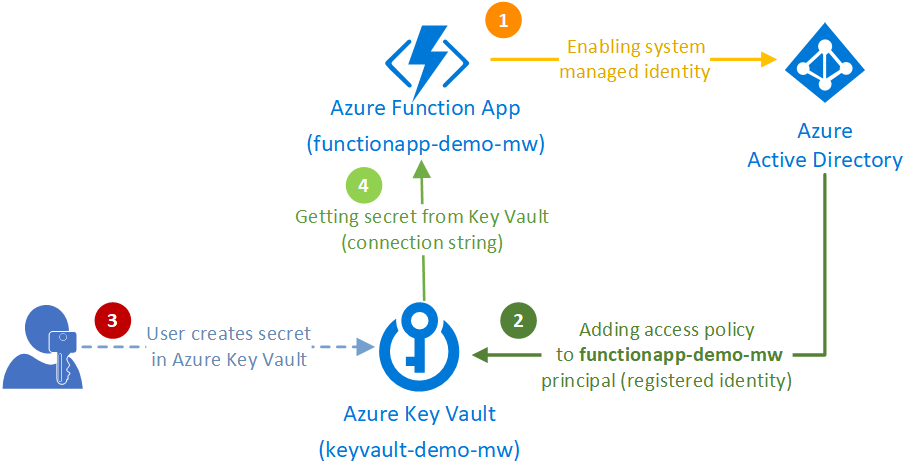 1
Enabling system
managed identity
Azure Function App
(functionapp-demo-mw)
Azure
Active Directory
4
Getting secret from Key Vault
(connection string)
3
User creates secret
in Azure Key Vault
2
Adding access policy
to functionapp-demo-mw
principal (registered identity)
Azure Key Vault
(keyvault-demo-mw)